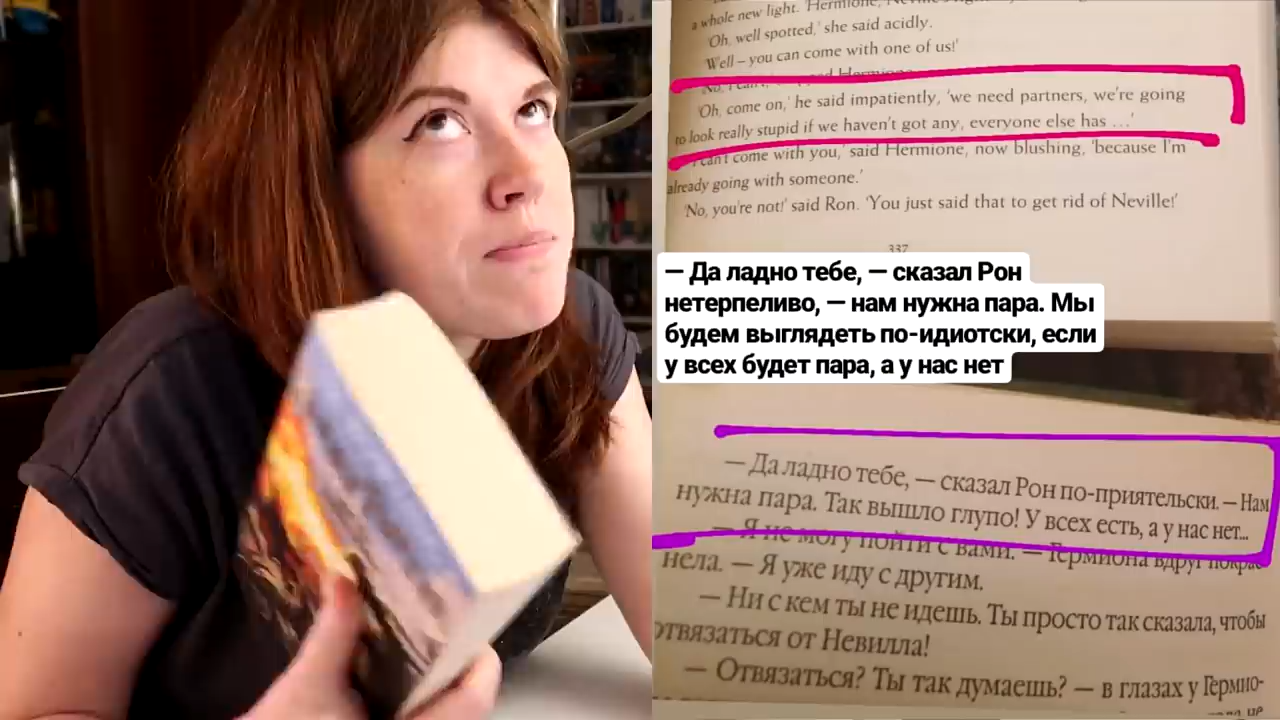 a whole new light. 'Hermione,
'Oh, well spotted,' she said acidly.
'Well – you can come with one of us!'
'No, I can't,' Hermione
'Oh, come on,' he said impatiently, 'we need partners, we're going
to look really stupid if we haven't got any, everyone else has ...'
can't come with you,' said Hermione, now blushing, 'because I'm
already going with someone.'
'No, you're not!' said Ron. 'You just said that to get rid of Neville!'
337
— Да ладно тебе, — сказал Рон
нетерпеливо, — нам нужна пара. Мы
будем выглядеть по-идиотски, если
у всех будет пара, а у нас нет
— Да ладно тебе, — сказал Рон по-приятельски. — Нам
нужна пара. Так вышло глупо! У всех есть, а у нас нет...
— Я не могу пойти с вами. — Гермиона вдруг покрас-
нела. — Я уже иду с другим.
— Ни с кем ты не идешь. Ты просто так сказала, чтобы
отвязаться от Невилла!
— Отвязаться? Ты так думаешь? — в глазах у Гермио-